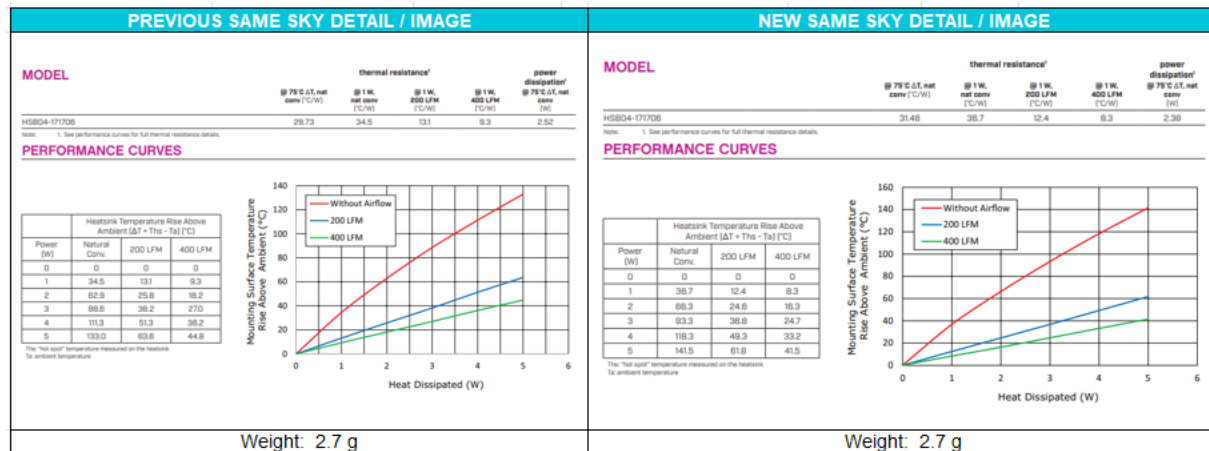 PREVIOUS SAME SKY DETAIL / IMAGE
MODEL
thermal resistance¹
power dissipation¹
@ 75°C ΔT, nat conv [°C/W]
@ 1 W, nat conv [°C/W]
@ 1 W, 200 LFM [°C/W]
@ 1 W, 400 LFM [°C/W]
@ 75°C ΔT, nat conv [W]
HSB04-171706 29.73 34.5 13.1 9.3 2.52
Note: 1. See performance curves for full thermal resistance details.
PERFORMANCE CURVES
Heatsink Temperature Rise Above Ambient [ΔT = Ths - Ta] [°C]
Power [W] Natural Conv. 200 LFM 400 LFM
0 0 0 0
1 34.5 13.1 9.3
2 62.9 25.8 18.2
3 88.6 38.2 27.0
4 111.3 51.3 36.2
5 133.0 63.6 44.8
Ths: "hot spot" temperature measured on the heatsink
Ta: ambient temperature
Mounting Surface Temperature Rise Above Ambient (°C)
140
120
100
80
60
40
20
0
Without Airflow
200 LFM
400 LFM
0 1 2 3 4 5 6
Heat Dissipated (W)
Weight: 2.7 g
NEW SAME SKY DETAIL / IMAGE
MODEL
thermal resistance¹
power dissipation¹
@ 75°C ΔT, nat conv [°C/W]
@ 1 W, nat conv [°C/W]
@ 1 W, 200 LFM [°C/W]
@ 1 W, 400 LFM [°C/W]
@ 75°C ΔT, nat conv [W]
HSB04-171706 31.46 36.7 12.4 8.3 2.38
Note: 1. See performance curves for full thermal resistance details.
PERFORMANCE CURVES
Heatsink Temperature Rise Above Ambient [ΔT = Ths - Ta] [°C]
Power [W] Natural Conv. 200 LFM 400 LFM
0 0 0 0
1 36.7 12.4 8.3
2 66.3 24.6 16.3
3 93.3 36.8 24.7
4 118.3 49.3 33.2
5 141.5 61.8 41.5
Ths: "hot spot" temperature measured on the heatsink
Ta: ambient temperature
Mounting Surface Temperature Rise Above Ambient (°C)
160
140
120
100
80
60
40
20
0
Without Airflow
200 LFM
400 LFM
0 1 2 3 4 5 6
Heat Dissipated (W)
Weight: 2.7 g